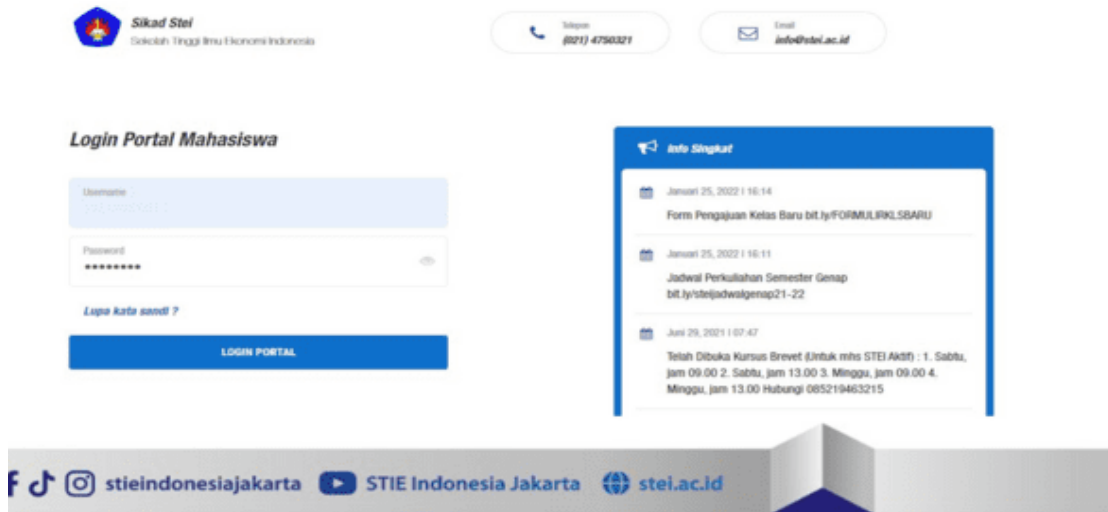 Sikad Stei
Sekolah Tinggi Ilmu Ekonomi Indonesia
Telepon
(021) 4750321
Email
info@stei.ac.id
Login Portal Mahasiswa
Username
Password
••••••••
Lupa kata sandi ?
LOGIN PORTAL
Info Singkat
Januari 25, 2022 | 16:14
Form Pengajuan Kelas Baru bit.ly/FORMULIRKLSBARU
Januari 25, 2022 | 16:11
Jadwal Perkuliahan Semester Genap
bit.ly/steijadwalgenap21-22
Juni 29, 2021 | 07:47
Telah Dibuka Kursus Brevet (Untuk mhs STEI Aktif) : 1. Sabtu,
jam 09.00 2. Sabtu, jam 13.00 3. Minggu, jam 09.00 4.
Minggu, jam 13.00 Hubungi 085219463215
stieindonesiajakarta STIE Indonesia Jakarta stei.ac.id